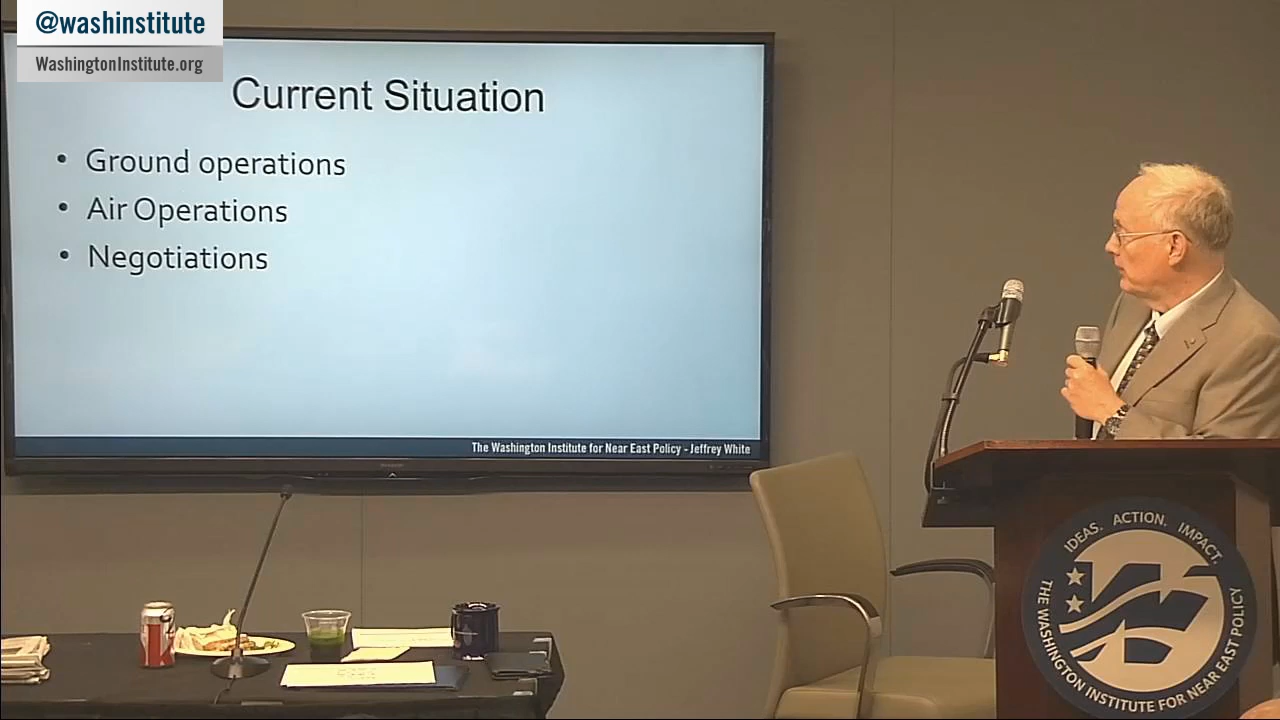 @washinstitute
WashingtonInstitute.org
Current Situation
• Ground operations
• Air Operations
• Negotiations
The Washington Institute for Near East Policy - Jeffrey White
IDEAS. ACTION. IMPACT.
THE WASHINGTON INSTITUTE FOR NEAR EAST POLICY